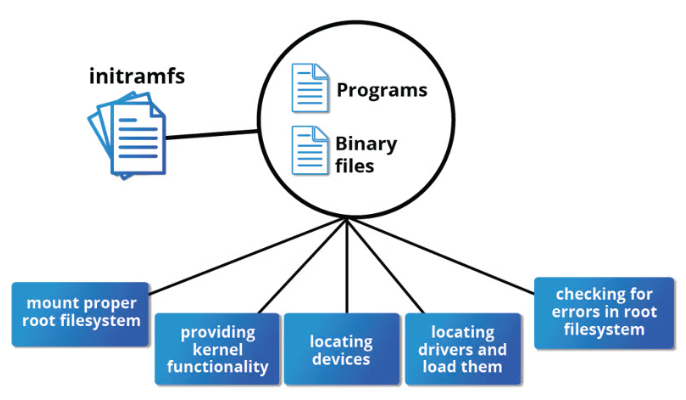 initramfs
Programs
Binary
files
mount proper
root filesystem
providing
kernel
functionality
locating
devices
locating
drivers and
load them
checking for
errors in root
filesystem